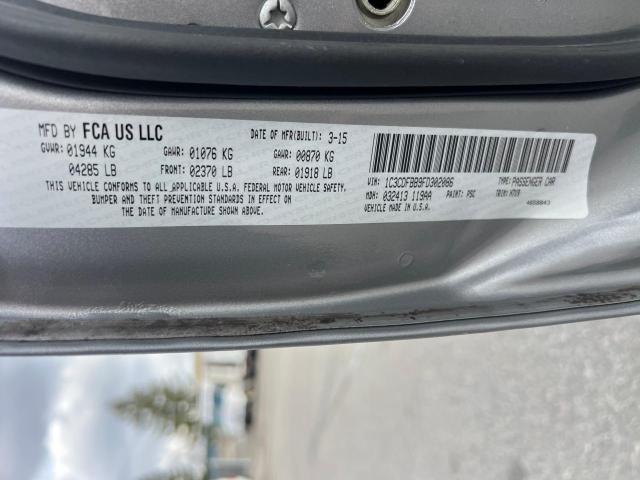 MFD BY FCA US LLC DATE OF MFR(BUILT): 3-15
GVWR: 01944 KG GAWR: 01076 KG GAWR: 00870 KG
04285 LB FRONT: 02370 LB REAR: 01918 LB
THIS VEHICLE CONFORMS TO ALL APPLICABLE U.S.A. FEDERAL MOTOR VEHICLE SAFETY,
BUMPER AND THEFT PREVENTION STANDARDS IN EFFECT ON
THE DATE OF MANUFACTURE SHOWN ABOVE.
VIN: 1C3CDFBB9FD302086 TYPE: PASSENGER CAR
MDH: 032413 119AA PAINT: PSC TRIM:
VEHICLE MADE IN U.S.A. 4658843